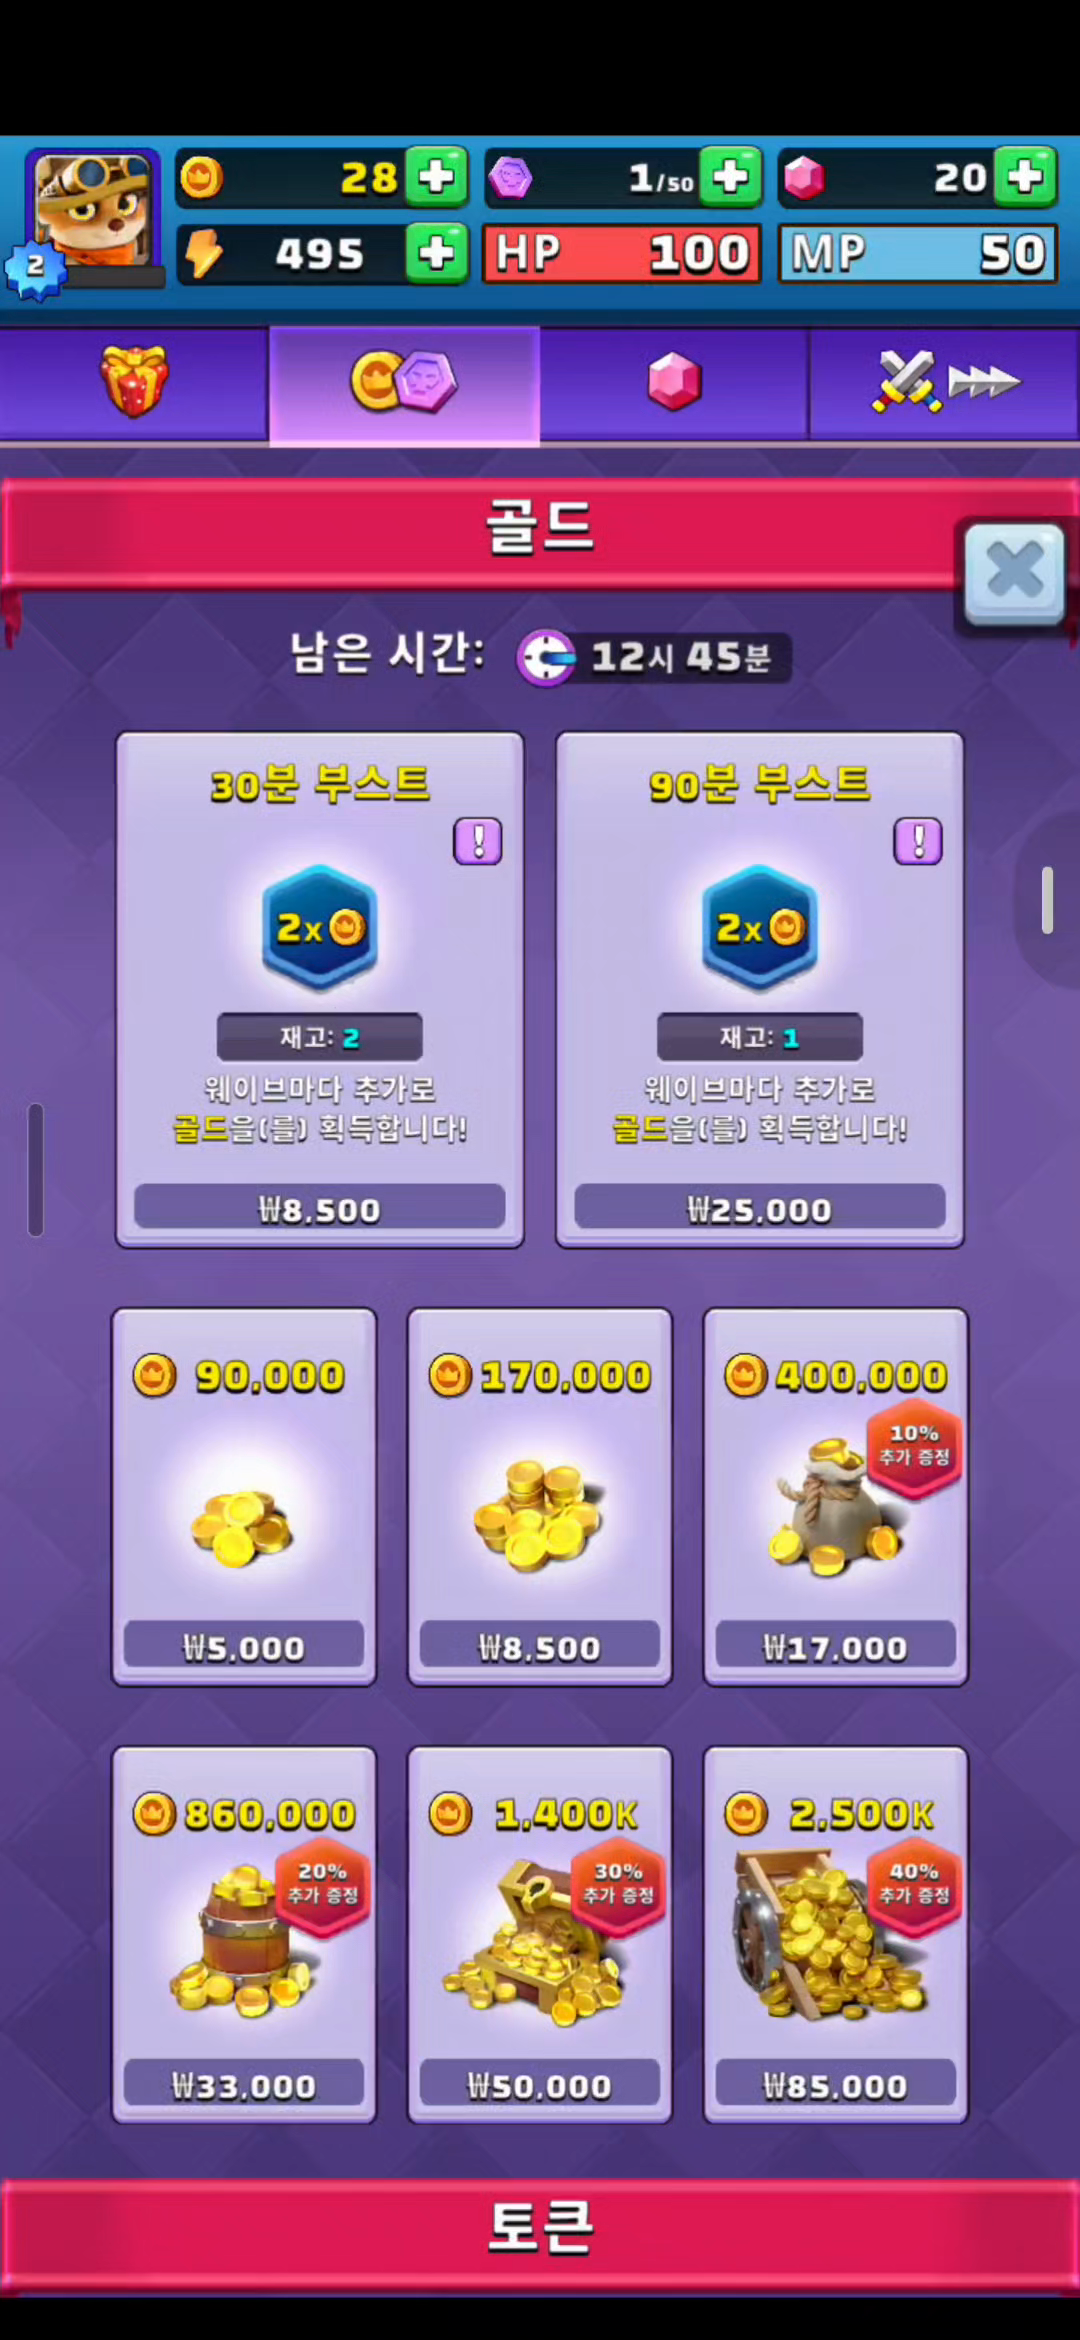 28
1/50
20
2
495
HP 100
MP 50
골드
남은 시간: 12시 45분
30분 부스트
!
2x
재고: 2
웨이브마다 추가로
골드을(를) 획득합니다!
₩8,500
90분 부스트
!
2x
재고: 1
웨이브마다 추가로
골드을(를) 획득합니다!
₩25,000
90,000
₩5,000
170,000
₩8,500
400,000
10%
추가 증정
₩17,000
860,000
20%
추가 증정
₩33,000
1,400K
30%
추가 증정
₩50,000
2,500K
40%
추가 증정
₩85,000
토큰